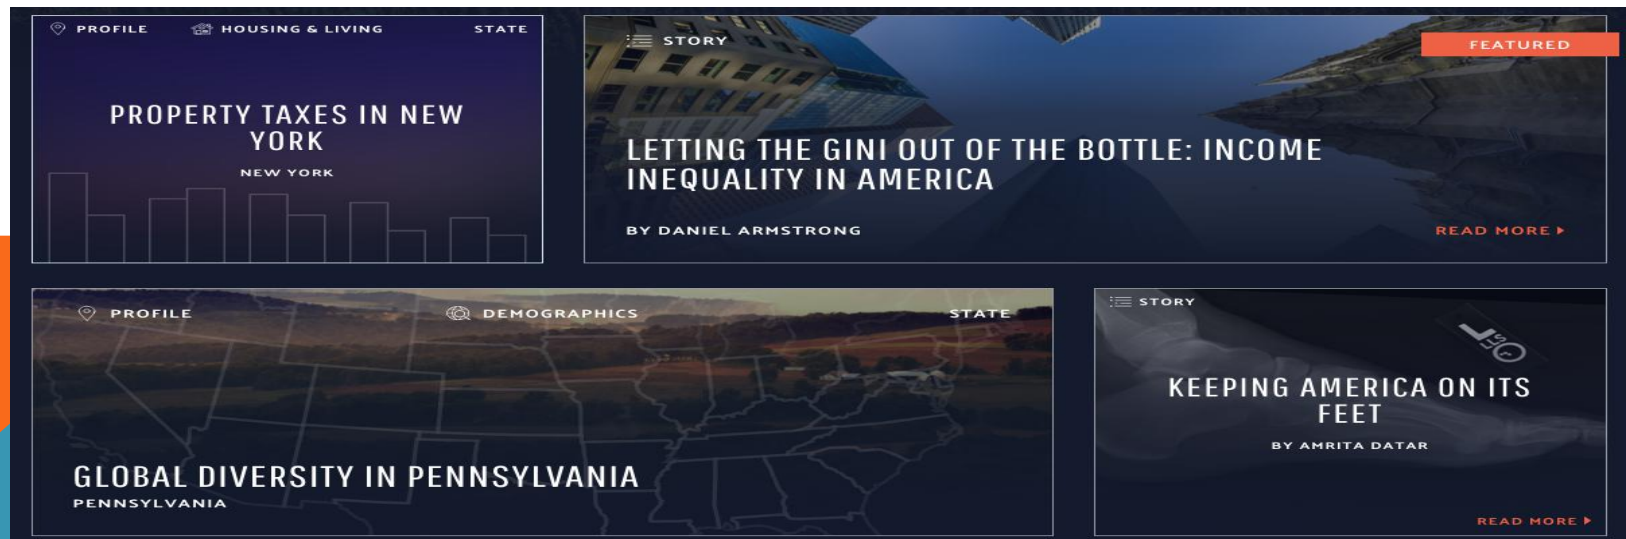 PROFILE HOUSING & LIVING STATE
PROPERTY TAXES IN NEW
YORK
NEW YORK
STORY
FEATURED
LETTING THE GINI OUT OF THE BOTTLE: INCOME
INEQUALITY IN AMERICA
BY DANIEL ARMSTRONG
READ MORE
PROFILE DEMOGRAPHICS STATE
GLOBAL DIVERSITY IN PENNSYLVANIA
PENNSYLVANIA
STORY
KEEPING AMERICA ON ITS
FEET
BY AMRITA DATAR
READ MORE